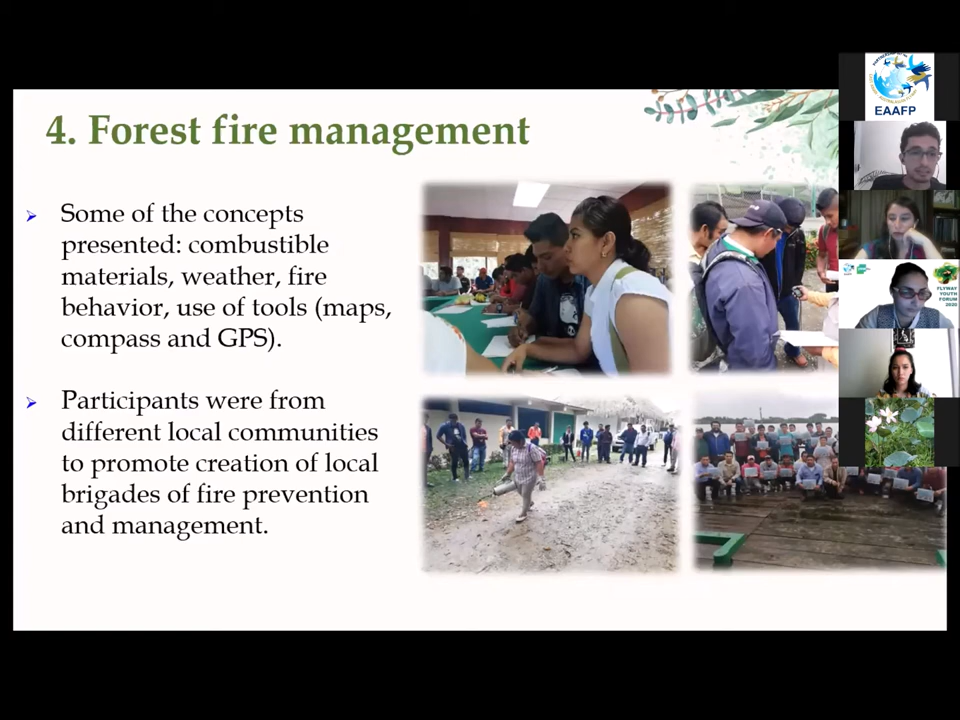 4. Forest fire management
➢ Some of the concepts
presented: combustible
materials, weather, fire
behavior, use of tools (maps,
compass and GPS).
➢ Participants were from
different local communities
to promote creation of local
brigades of fire prevention
and management.
EAAFP
FLYWAY
YOUTH
FORUM
2020